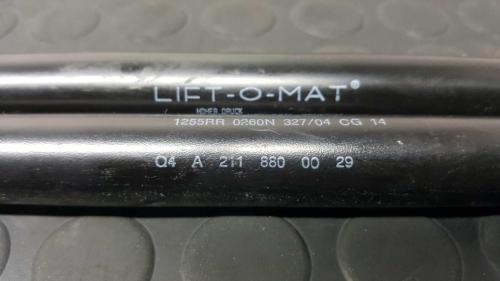 LIFT-O-MAT®
HOHER DRUCK
1255RR 0260N 327/04 CG 14
Q4 A 211 880 00 29